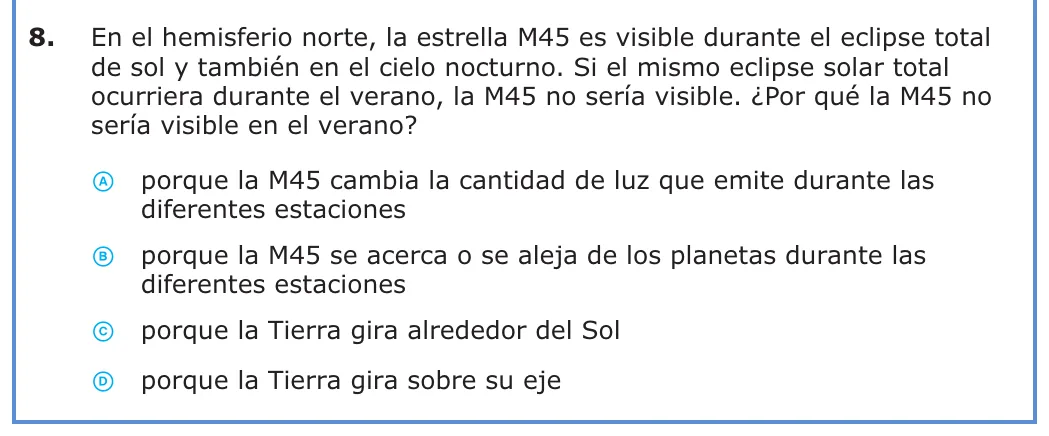 8. En el hemisferio norte, la estrella M45 es visible durante el eclipse total
de sol y también en el cielo nocturno. Si el mismo eclipse solar total
ocurriera durante el verano, la M45 no sería visible. ¿Por qué la M45 no
sería visible en el verano?
A porque la M45 cambia la cantidad de luz que emite durante las
diferentes estaciones
B porque la M45 se acerca o se aleja de los planetas durante las
diferentes estaciones
C porque la Tierra gira alrededor del Sol
D porque la Tierra gira sobre su eje